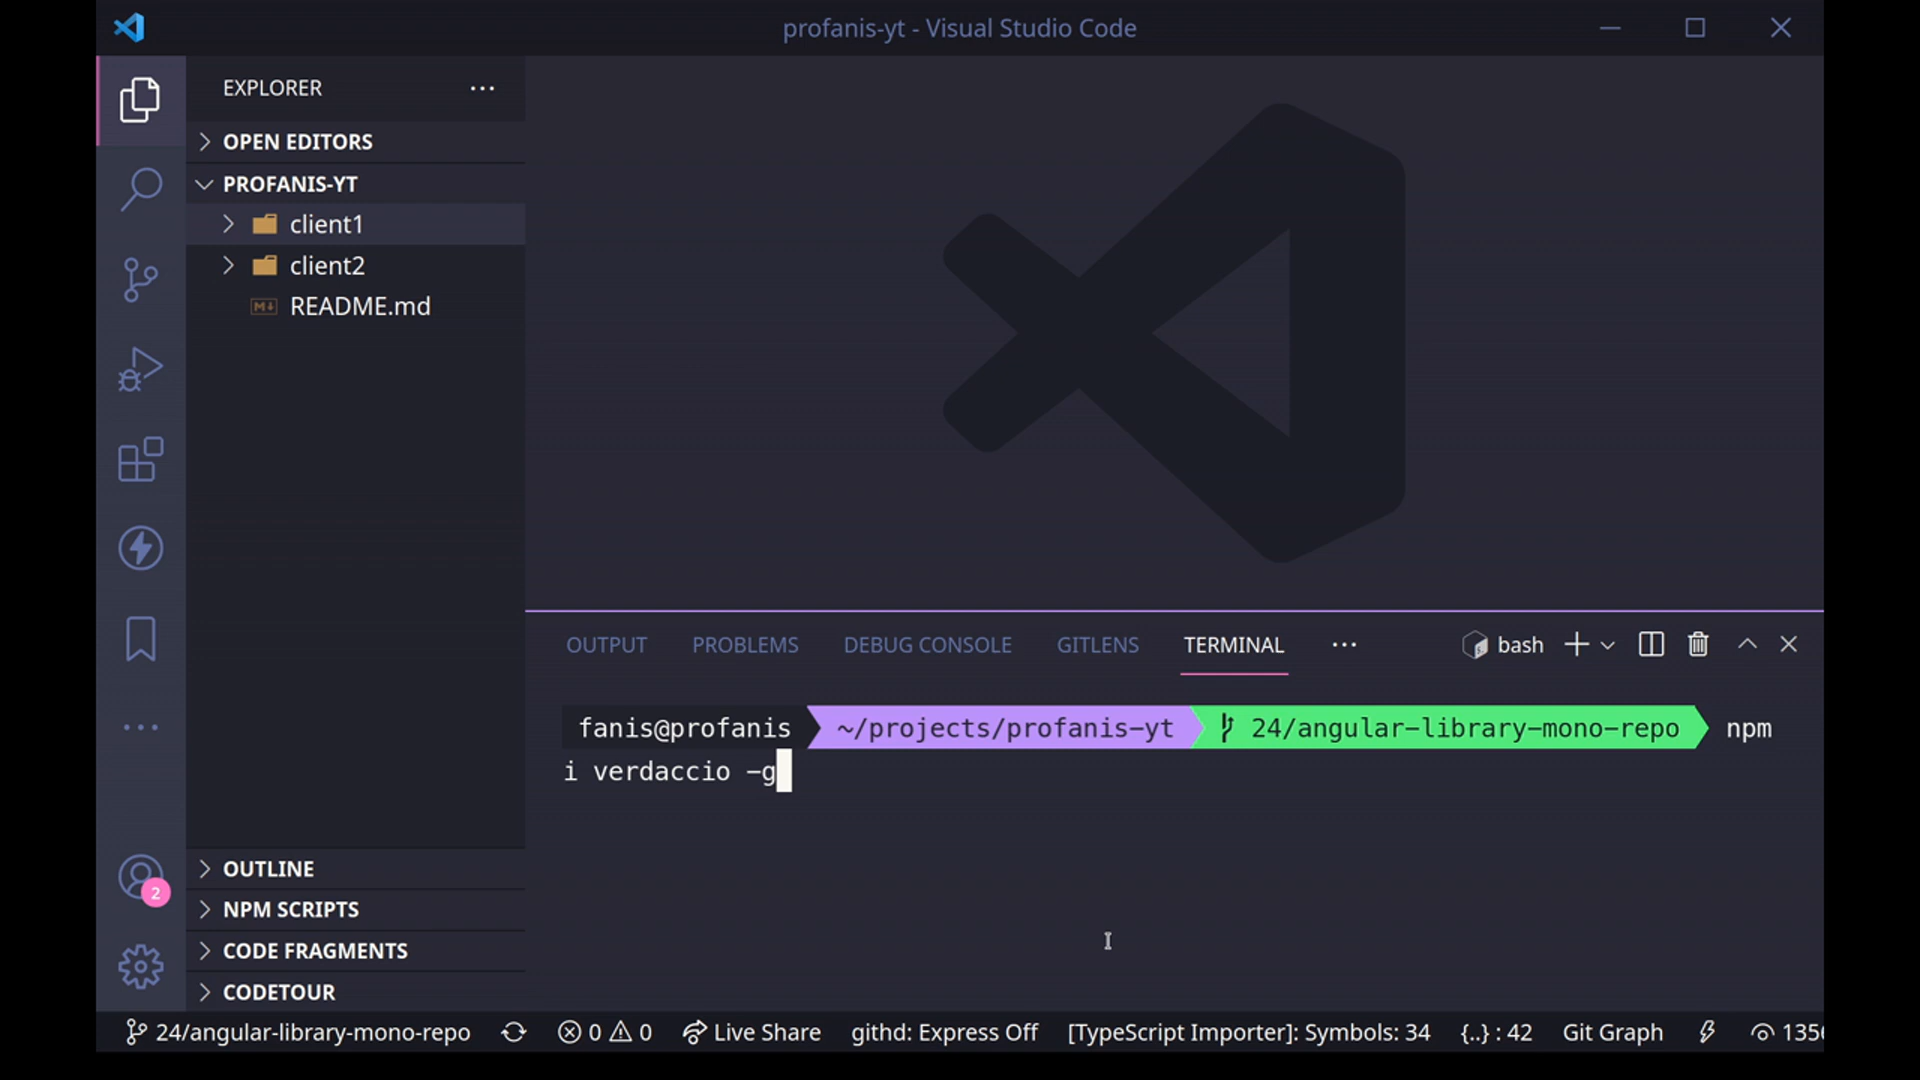 profanis-yt - Visual Studio Code
EXPLORER
OPEN EDITORS
PROFANIS-YT
client1
client2
README.md
OUTLINE
NPM SCRIPTS
CODE FRAGMENTS
CODETOUR
OUTPUT PROBLEMS DEBUG CONSOLE GITLENS TERMINAL ··· bash
fanis@profanis ~/projects/profanis-yt 24/angular-library-mono-repo npm
i verdaccio -g
2
24/angular-library-mono-repo 0 0 Live Share githd: Express Off [TypeScript Importer]: Symbols: 34 {..} : 42 Git Graph